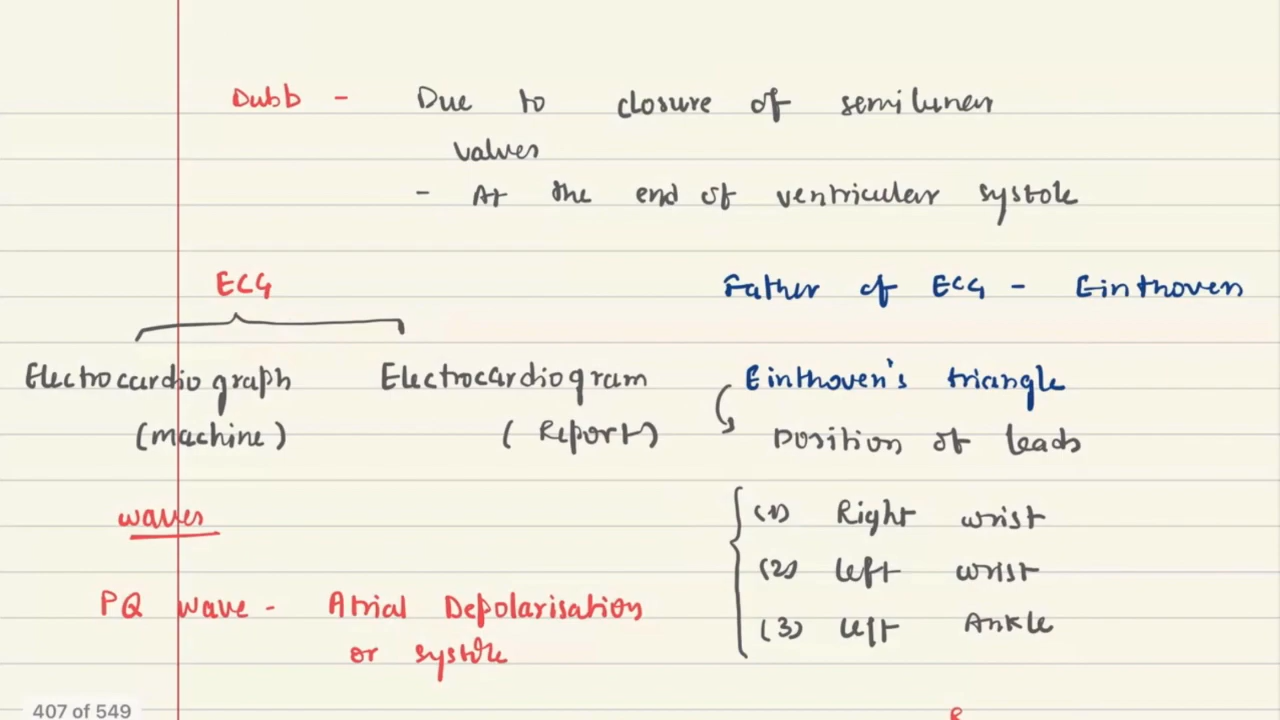 Dubb - Due to closure of semilunar
valves
- At the end of ventricular systole
ECG
Electrocardiograph
(machine)
Electrocardiogram
(Report)
Father of ECG - Einthoven
Einthoven's triangle
Position of leads
(1) Right wrist
(2) Left wrist
(3) Left Ankle
waves
PQ wave - Atrial Depolarisation
or systole
R
407 of 549